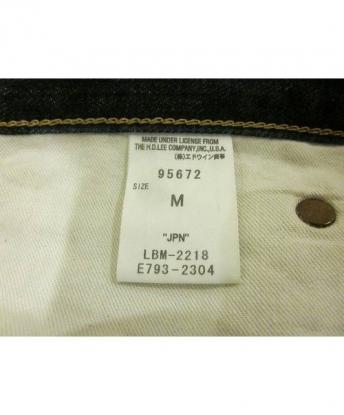 MADE UNDER LICENSE FROM
THE H.D.LEE COMPANY,INC.,U.S.A.
(株)エドウイン商事
95672
SIZE
M
"JPN"
LBM-2218
E793-2304